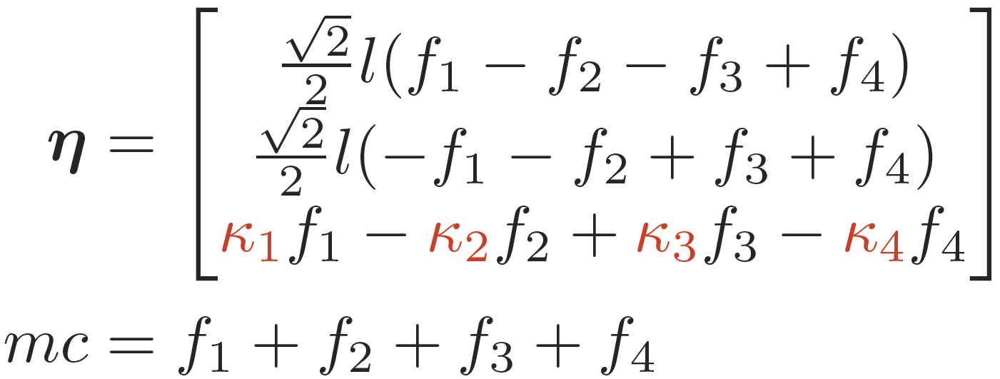 √2/2 l(f₁ − f₂ − f₃ + f₄)
√2/2 l(−f₁ − f₂ + f₃ + f₄)
η =
κ₁f₁ − κ₂f₂ + κ₃f₃ − κ₄f₄
mc = f₁ + f₂ + f₃ + f₄